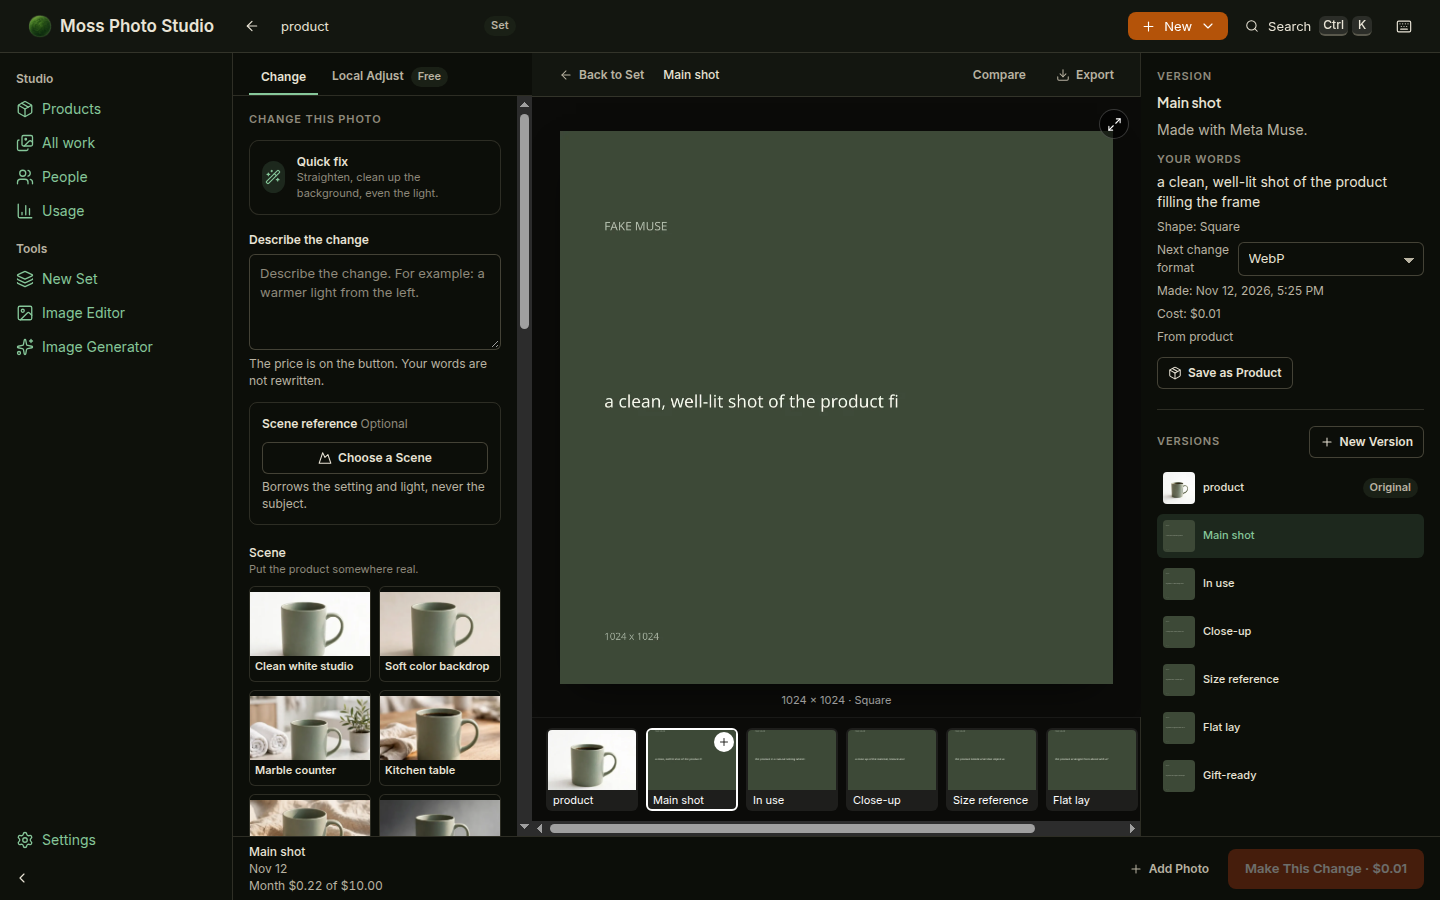 Moss Photo Studio
product
Set
New
Search Ctrl K
Studio
Products
All work
People
Usage
Tools
New Set
Image Editor
Image Generator
Settings
Change
Local Adjust Free
CHANGE THIS PHOTO
Quick fix
Straighten, clean up the
background, even the light.
Describe the change
Describe the change. For example: a
warmer light from the left.
The price is on the button. Your words are
not rewritten.
Scene reference Optional
Choose a Scene
Borrows the setting and light, never the
subject.
Scene
Put the product somewhere real.
Clean white studio
Soft color backdrop
Marble counter
Kitchen table
Back to Set
Main shot
Compare
Export
FAKE MUSE
a clean, well-lit shot of the product fi
1024 x 1024
1024 × 1024 · Square
product
Main shot
In use
Close-up
Size reference
Flat lay
VERSION
Main shot
Made with Meta Muse.
YOUR WORDS
a clean, well-lit shot of the product
filling the frame
Shape: Square
Next change
format
WebP
Made: Nov 12, 2026, 5:25 PM
Cost: $0.01
From product
Save as Product
VERSIONS
New Version
product
Original
Main shot
In use
Close-up
Size reference
Flat lay
Gift-ready
Main shot
Nov 12
Month $0.22 of $10.00
Add Photo
Make This Change · $0.01